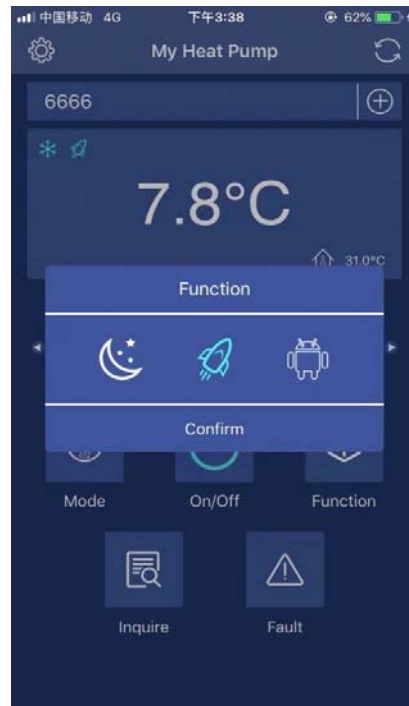 中国移动 4G 下午3:38 62%
My Heat Pump
6666
7.8°C
31.0°C
Function
Confirm
Mode On/Off Function
Inquire Fault